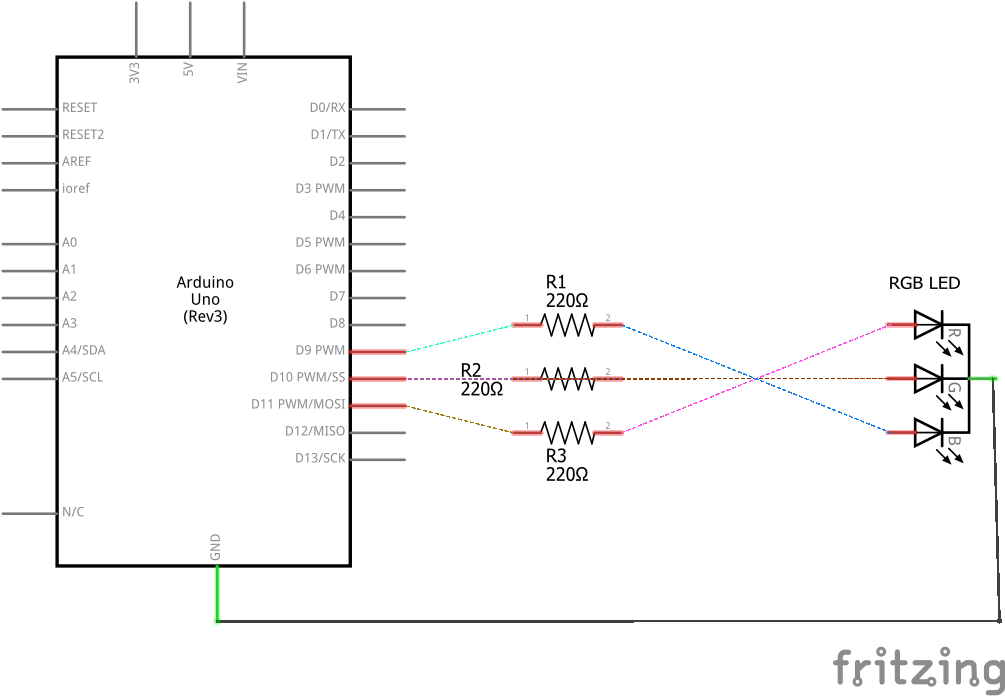 3V3
5V
VIN
RESET
RESET2
AREF
ioref
A0
A1
A2
A3
A4/SDA
A5/SCL
N/C
Arduino
Uno
(Rev3)
D0/RX
D1/TX
D2
D3 PWM
D4
D5 PWM
D6 PWM
D7
D8
D9 PWM
D10 PWM/SS
D11 PWM/MOSI
D12/MISO
D13/SCK
GND
R1
220Ω
1
2
R2
220Ω
1
2
1
2
R3
220Ω
RGB LED
R
G
B
fritzing